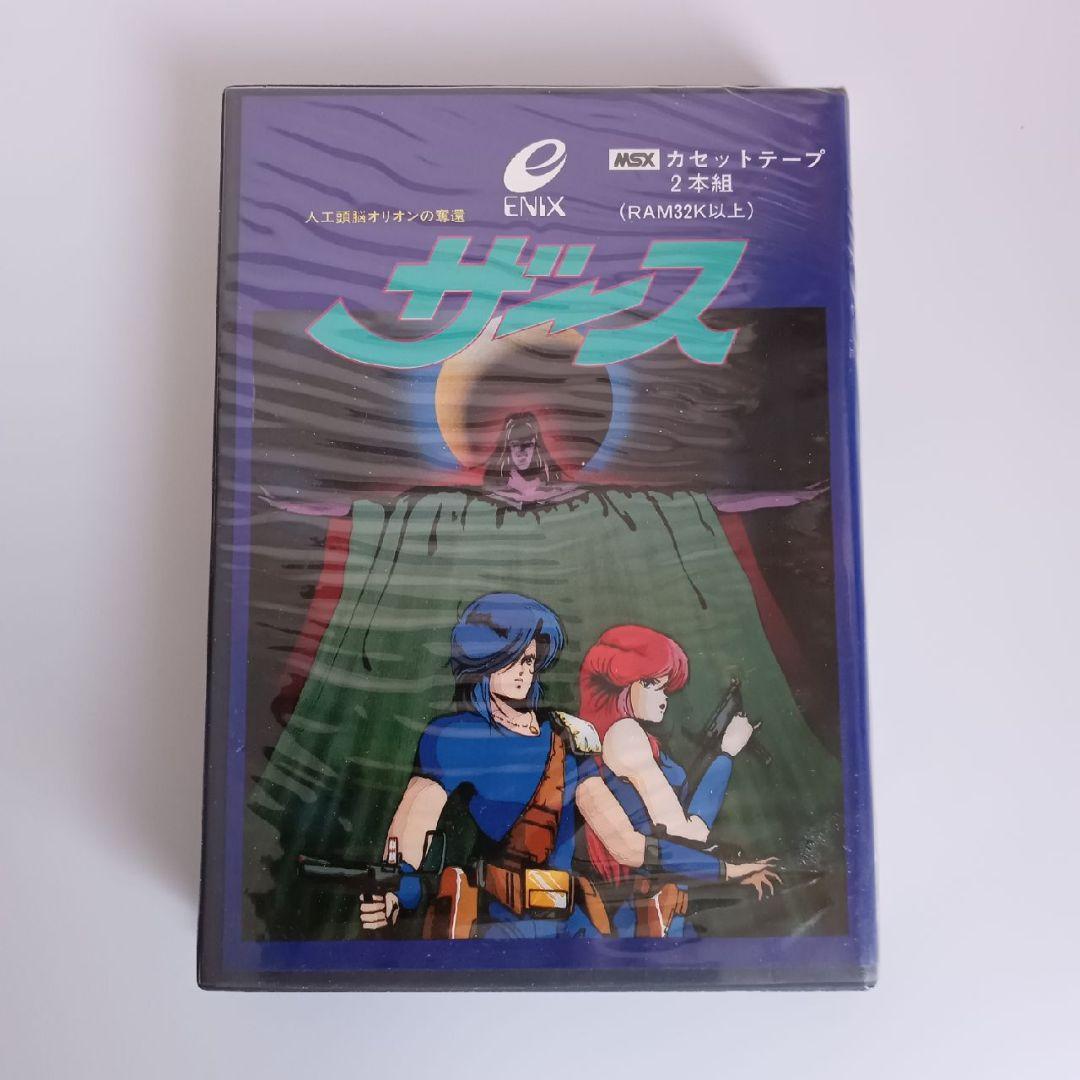 ENIX
MSX カセットテープ
2本組
(RAM32K以上)
人工頭脳オリオンの奪還
ザース